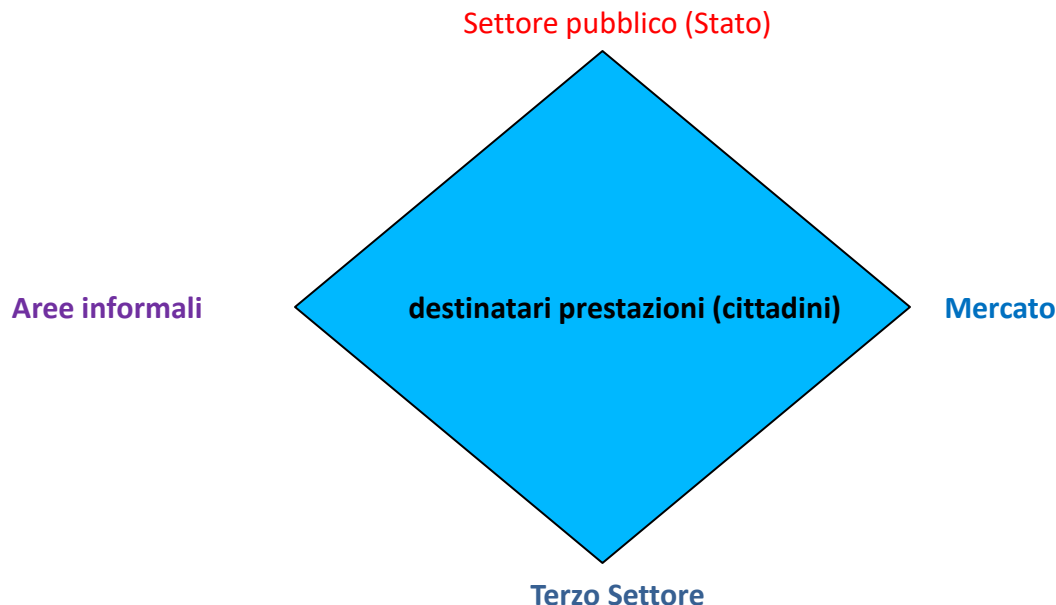 Settore pubblico (Stato)
Aree informali
destinatari prestazioni (cittadini)
Mercato
Terzo Settore